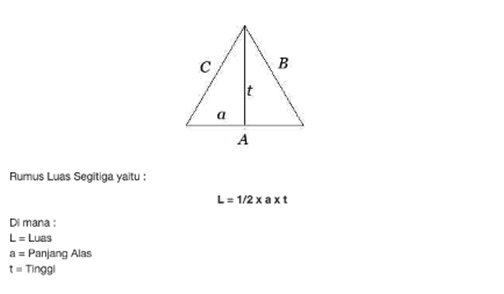 C
B
t
a
A
Rumus Luas Segitiga yaitu :
L = 1/2 x a x t
Di mana :
L = Luas
a = Panjang Alas
t = Tinggi